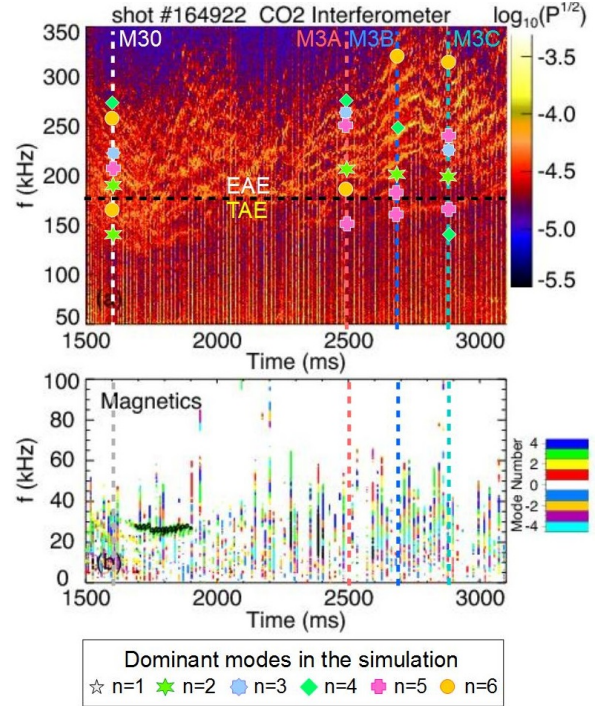 shot #164922 CO2 Interferometer log₁₀(P¹ᐟ²)
M30 M3A M3B M3C
350
300
250
200
150
100
50
f (kHz)
EAE
TAE
(a)
-3.5
-4.0
-4.5
-5.0
-5.5
1500 2000 2500 3000
Time (ms)
Magnetics
100
80
60
40
20
0
f (kHz)
(b)
Mode Number
4
2
0
-2
-4
1500 2000 2500 3000
Time (ms)
Dominant modes in the simulation
n=1 n=2 n=3 n=4 n=5 n=6